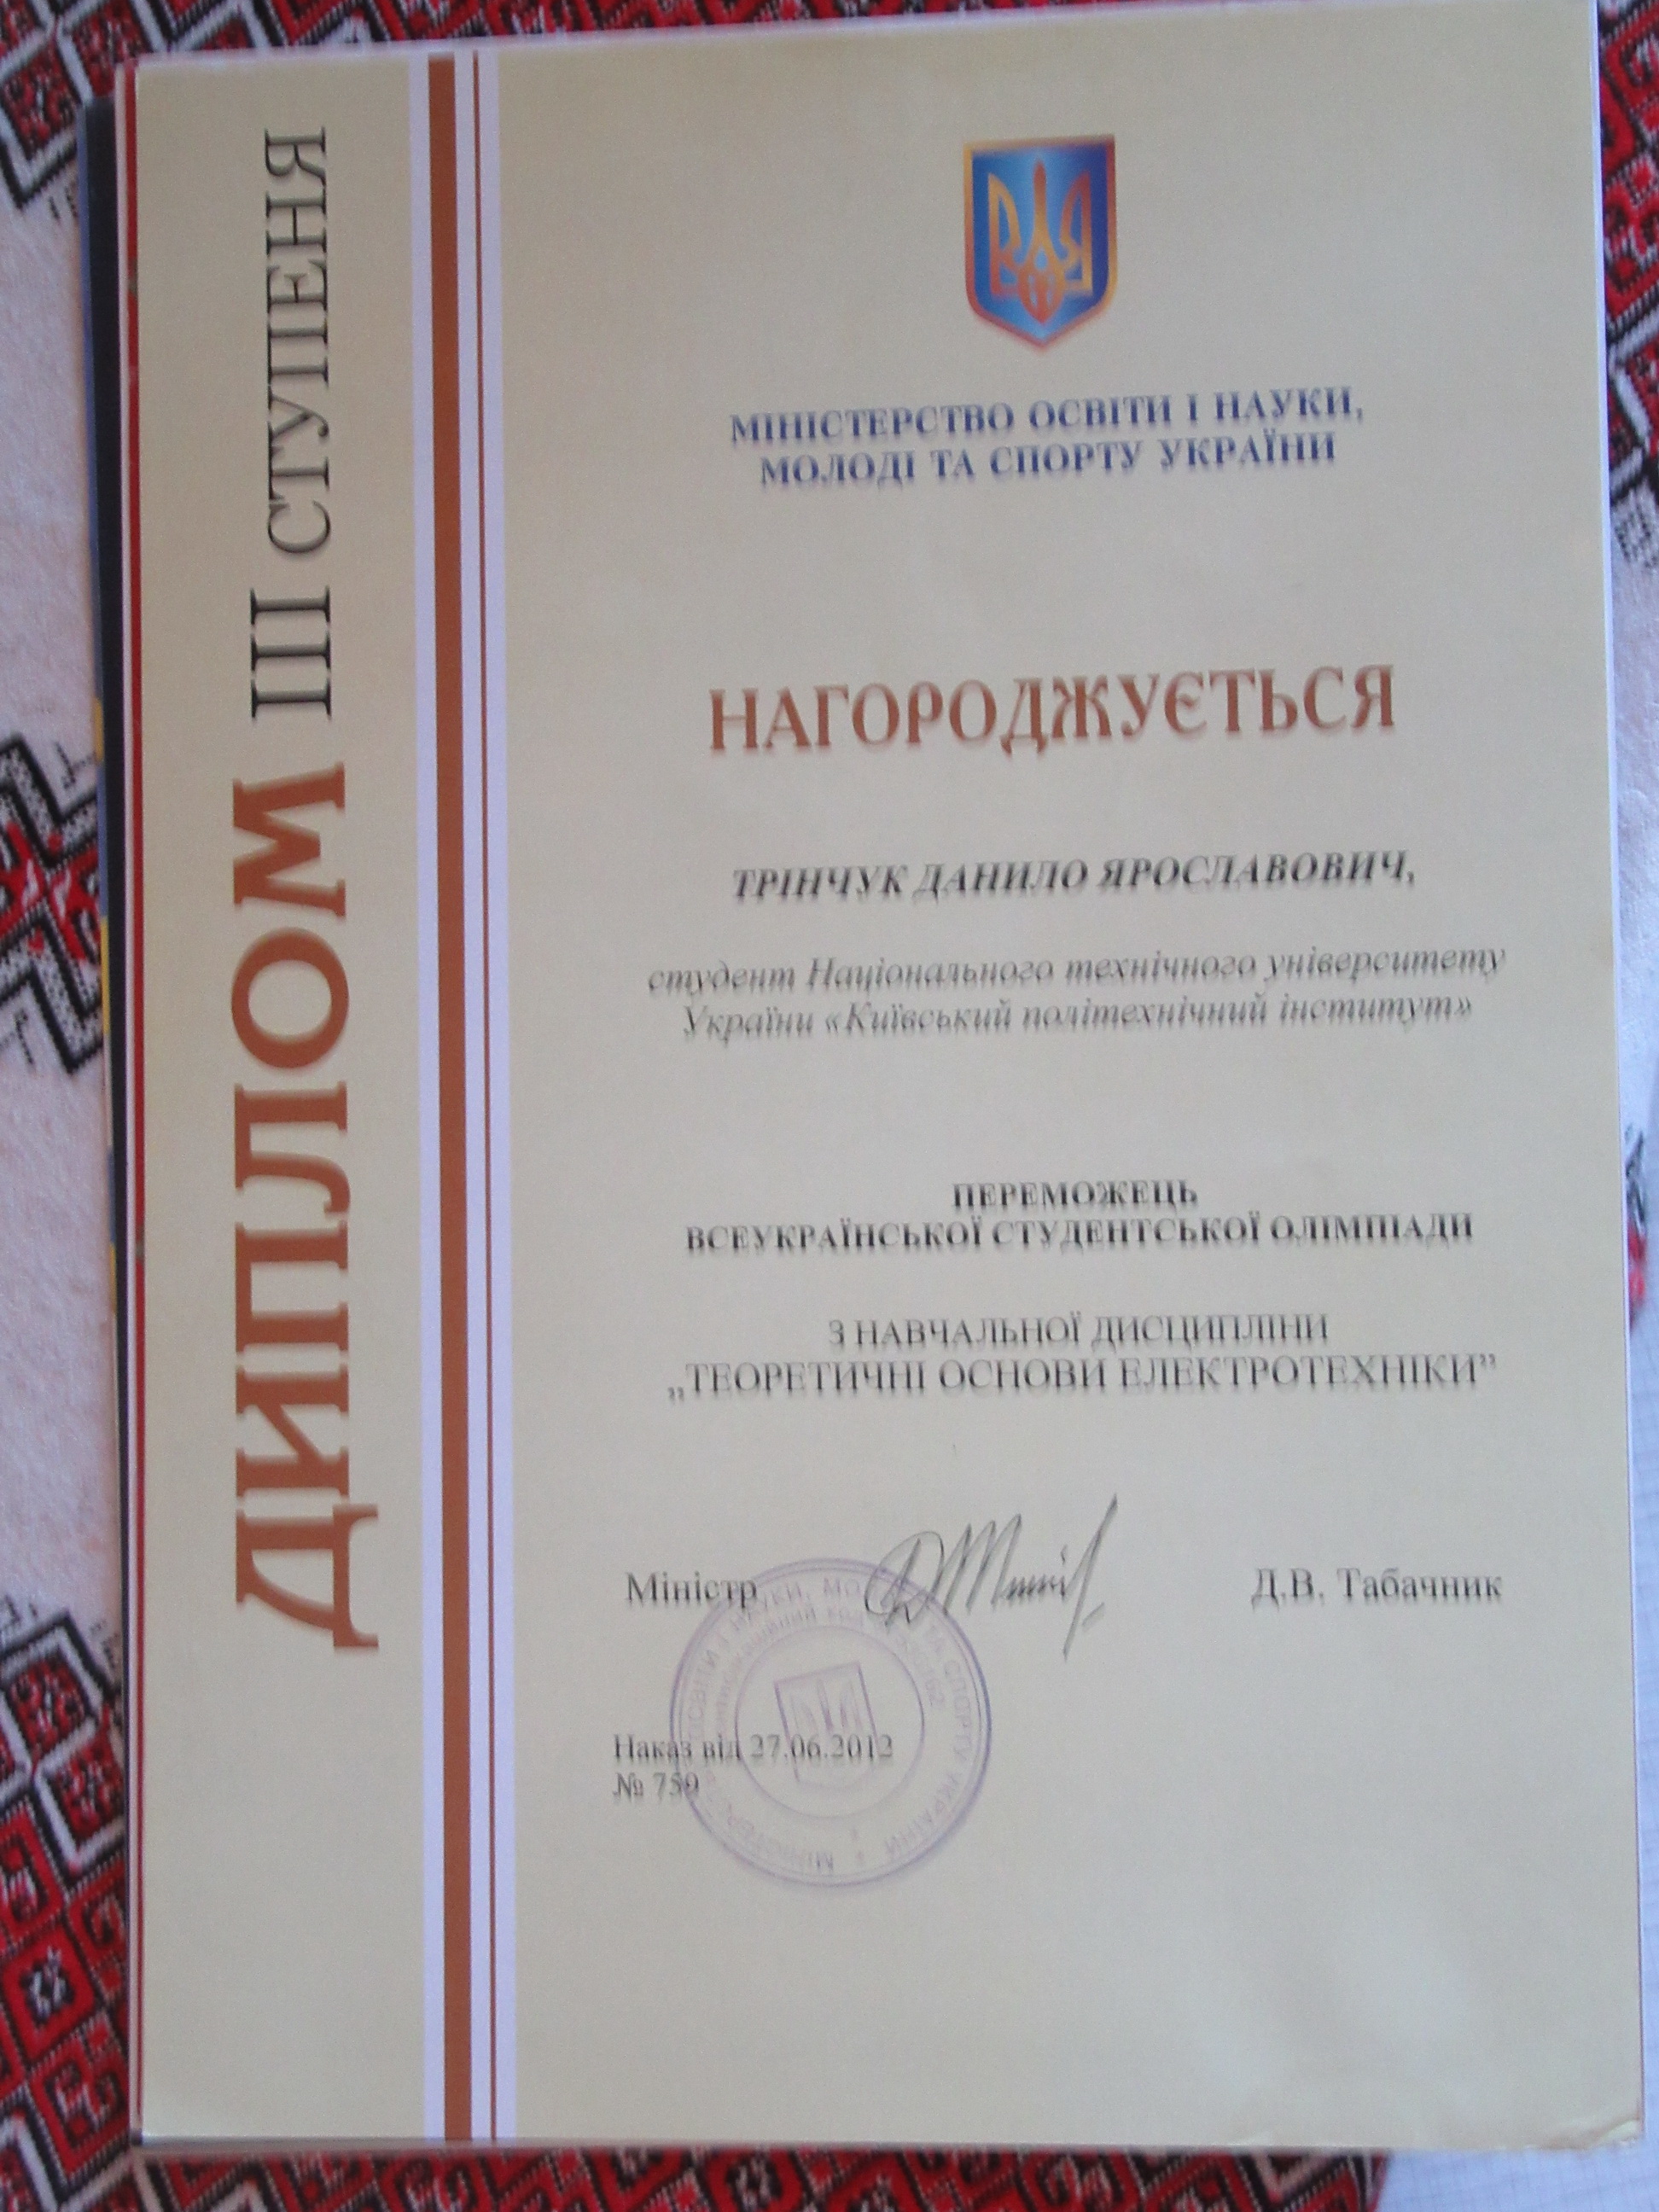 ДИПЛОМ III СТУПЕНЯ
МІНІСТЕРСТВО ОСВІТИ І НАУКИ,
МОЛОДІ ТА СПОРТУ УКРАЇНИ
НАГОРОДЖУЄТЬСЯ
ТРІНЧУК ДАНИЛО ЯРОСЛАВОВИЧ,
студент Національного технічного університету
України «Київський політехнічний інститут»
ПЕРЕМОЖЕЦЬ
ВСЕУКРАЇНСЬКОЇ СТУДЕНТСЬКОЇ ОЛІМПІАДИ
З НАВЧАЛЬНОЇ ДИСЦИПЛІНИ
„ТЕОРЕТИЧНІ ОСНОВИ ЕЛЕКТРОТЕХНІКИ”
Міністр Д.В. Табачник
Наказ від 27.06.2012
№ 759